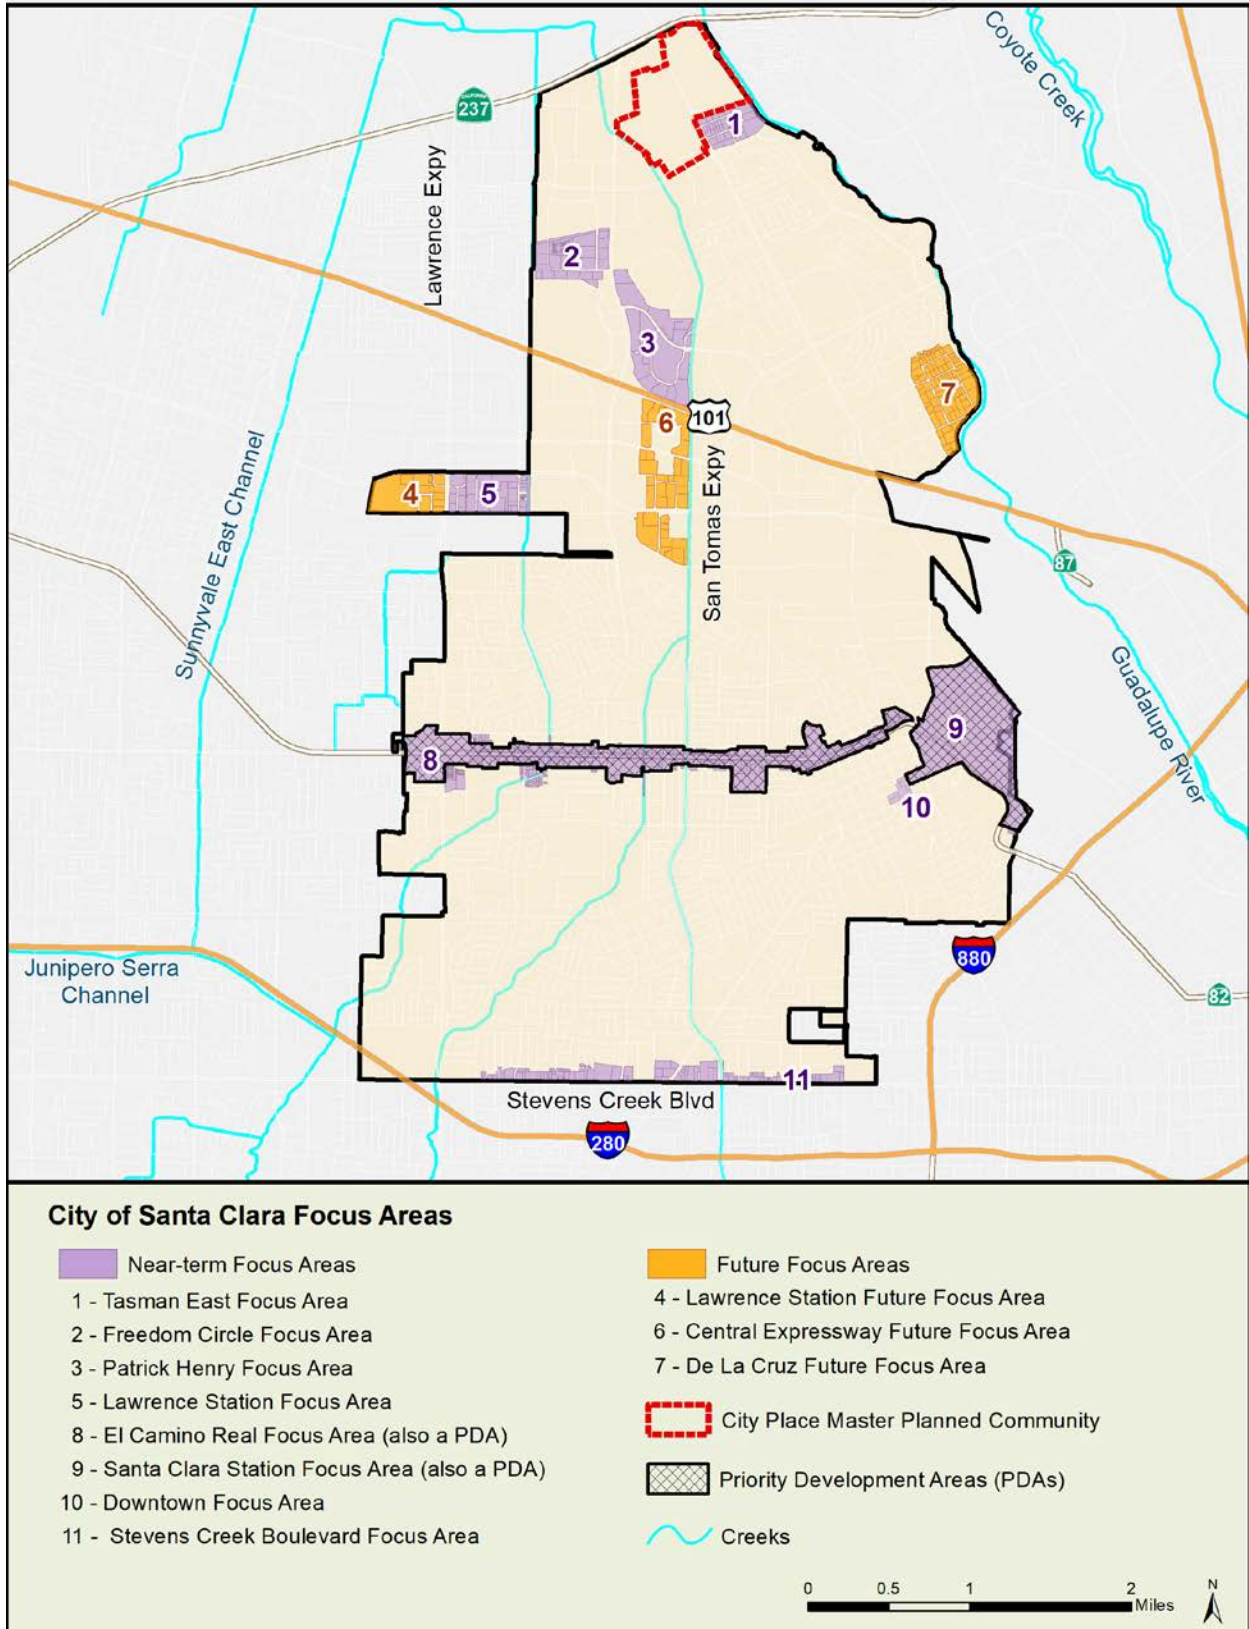 Coyote Creek
CALIFORNIA
237
1
Lawrence Expy
2
3
7
6
101
Sunnyvale East Channel
4
5
San Tomas Expy
87
Guadalupe River
9
8
10
880
Junipero Serra
Channel
82
11
Stevens Creek Blvd
280
City of Santa Clara Focus Areas
Near-term Focus Areas
1 - Tasman East Focus Area
2 - Freedom Circle Focus Area
3 - Patrick Henry Focus Area
5 - Lawrence Station Focus Area
8 - El Camino Real Focus Area (also a PDA)
9 - Santa Clara Station Focus Area (also a PDA)
10 - Downtown Focus Area
11 - Stevens Creek Boulevard Focus Area
Future Focus Areas
4 - Lawrence Station Future Focus Area
6 - Central Expressway Future Focus Area
7 - De La Cruz Future Focus Area
City Place Master Planned Community
Priority Development Areas (PDAs)
Creeks
0 0.5 1 2
Miles
N